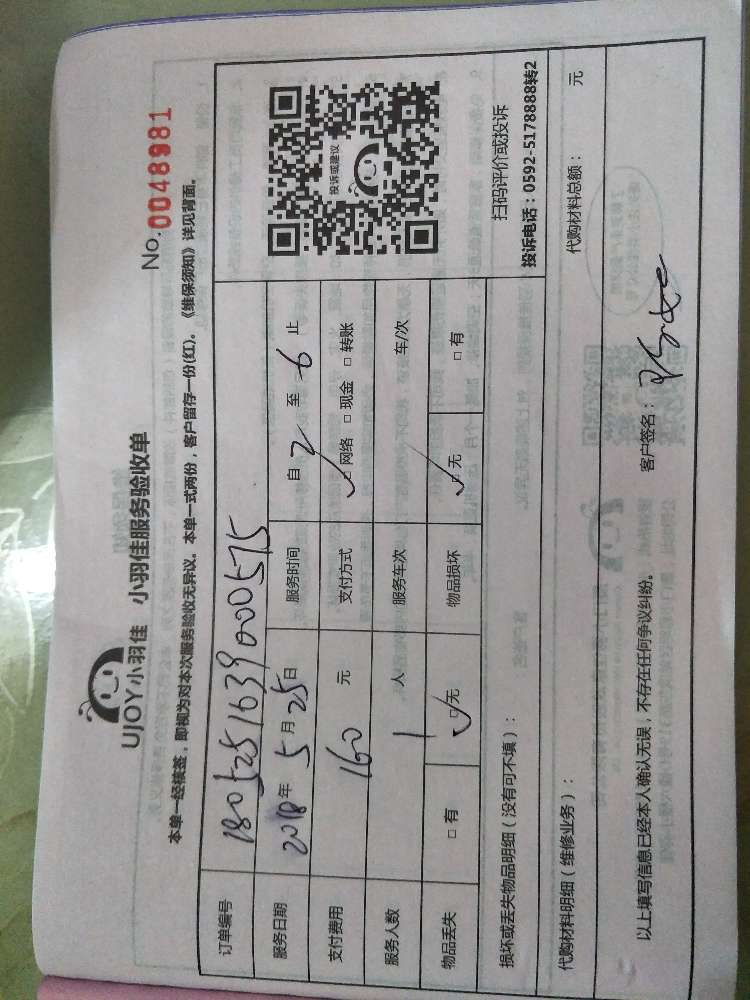 UJOY小羽佳 小羽佳服务验收单
No.0048981
本单一经核签，即视为对本次服务验收无异议。本单一式两份，客户留存一份(红)。《维保须知》详见背面。
订单编号 1805251639000575
服务日期 2018年5月25日 服务时间 自2至6止
支付费用 160元 支付方式 ☑网络 □现金 □转账
服务人数 1人 服务车次 车/次
物品丢失 □有 ☑无 物品损坏 ☑无 □有
投诉或建议
扫码评价或投诉
投诉电话：0592-5178888转2
损坏或丢失物品明细（没有可不填）：
代购材料明细（维修业务）： 代购材料总额： 元
以上填写信息已经本人确认无误，不存在任何争议纠纷。 客户签名：